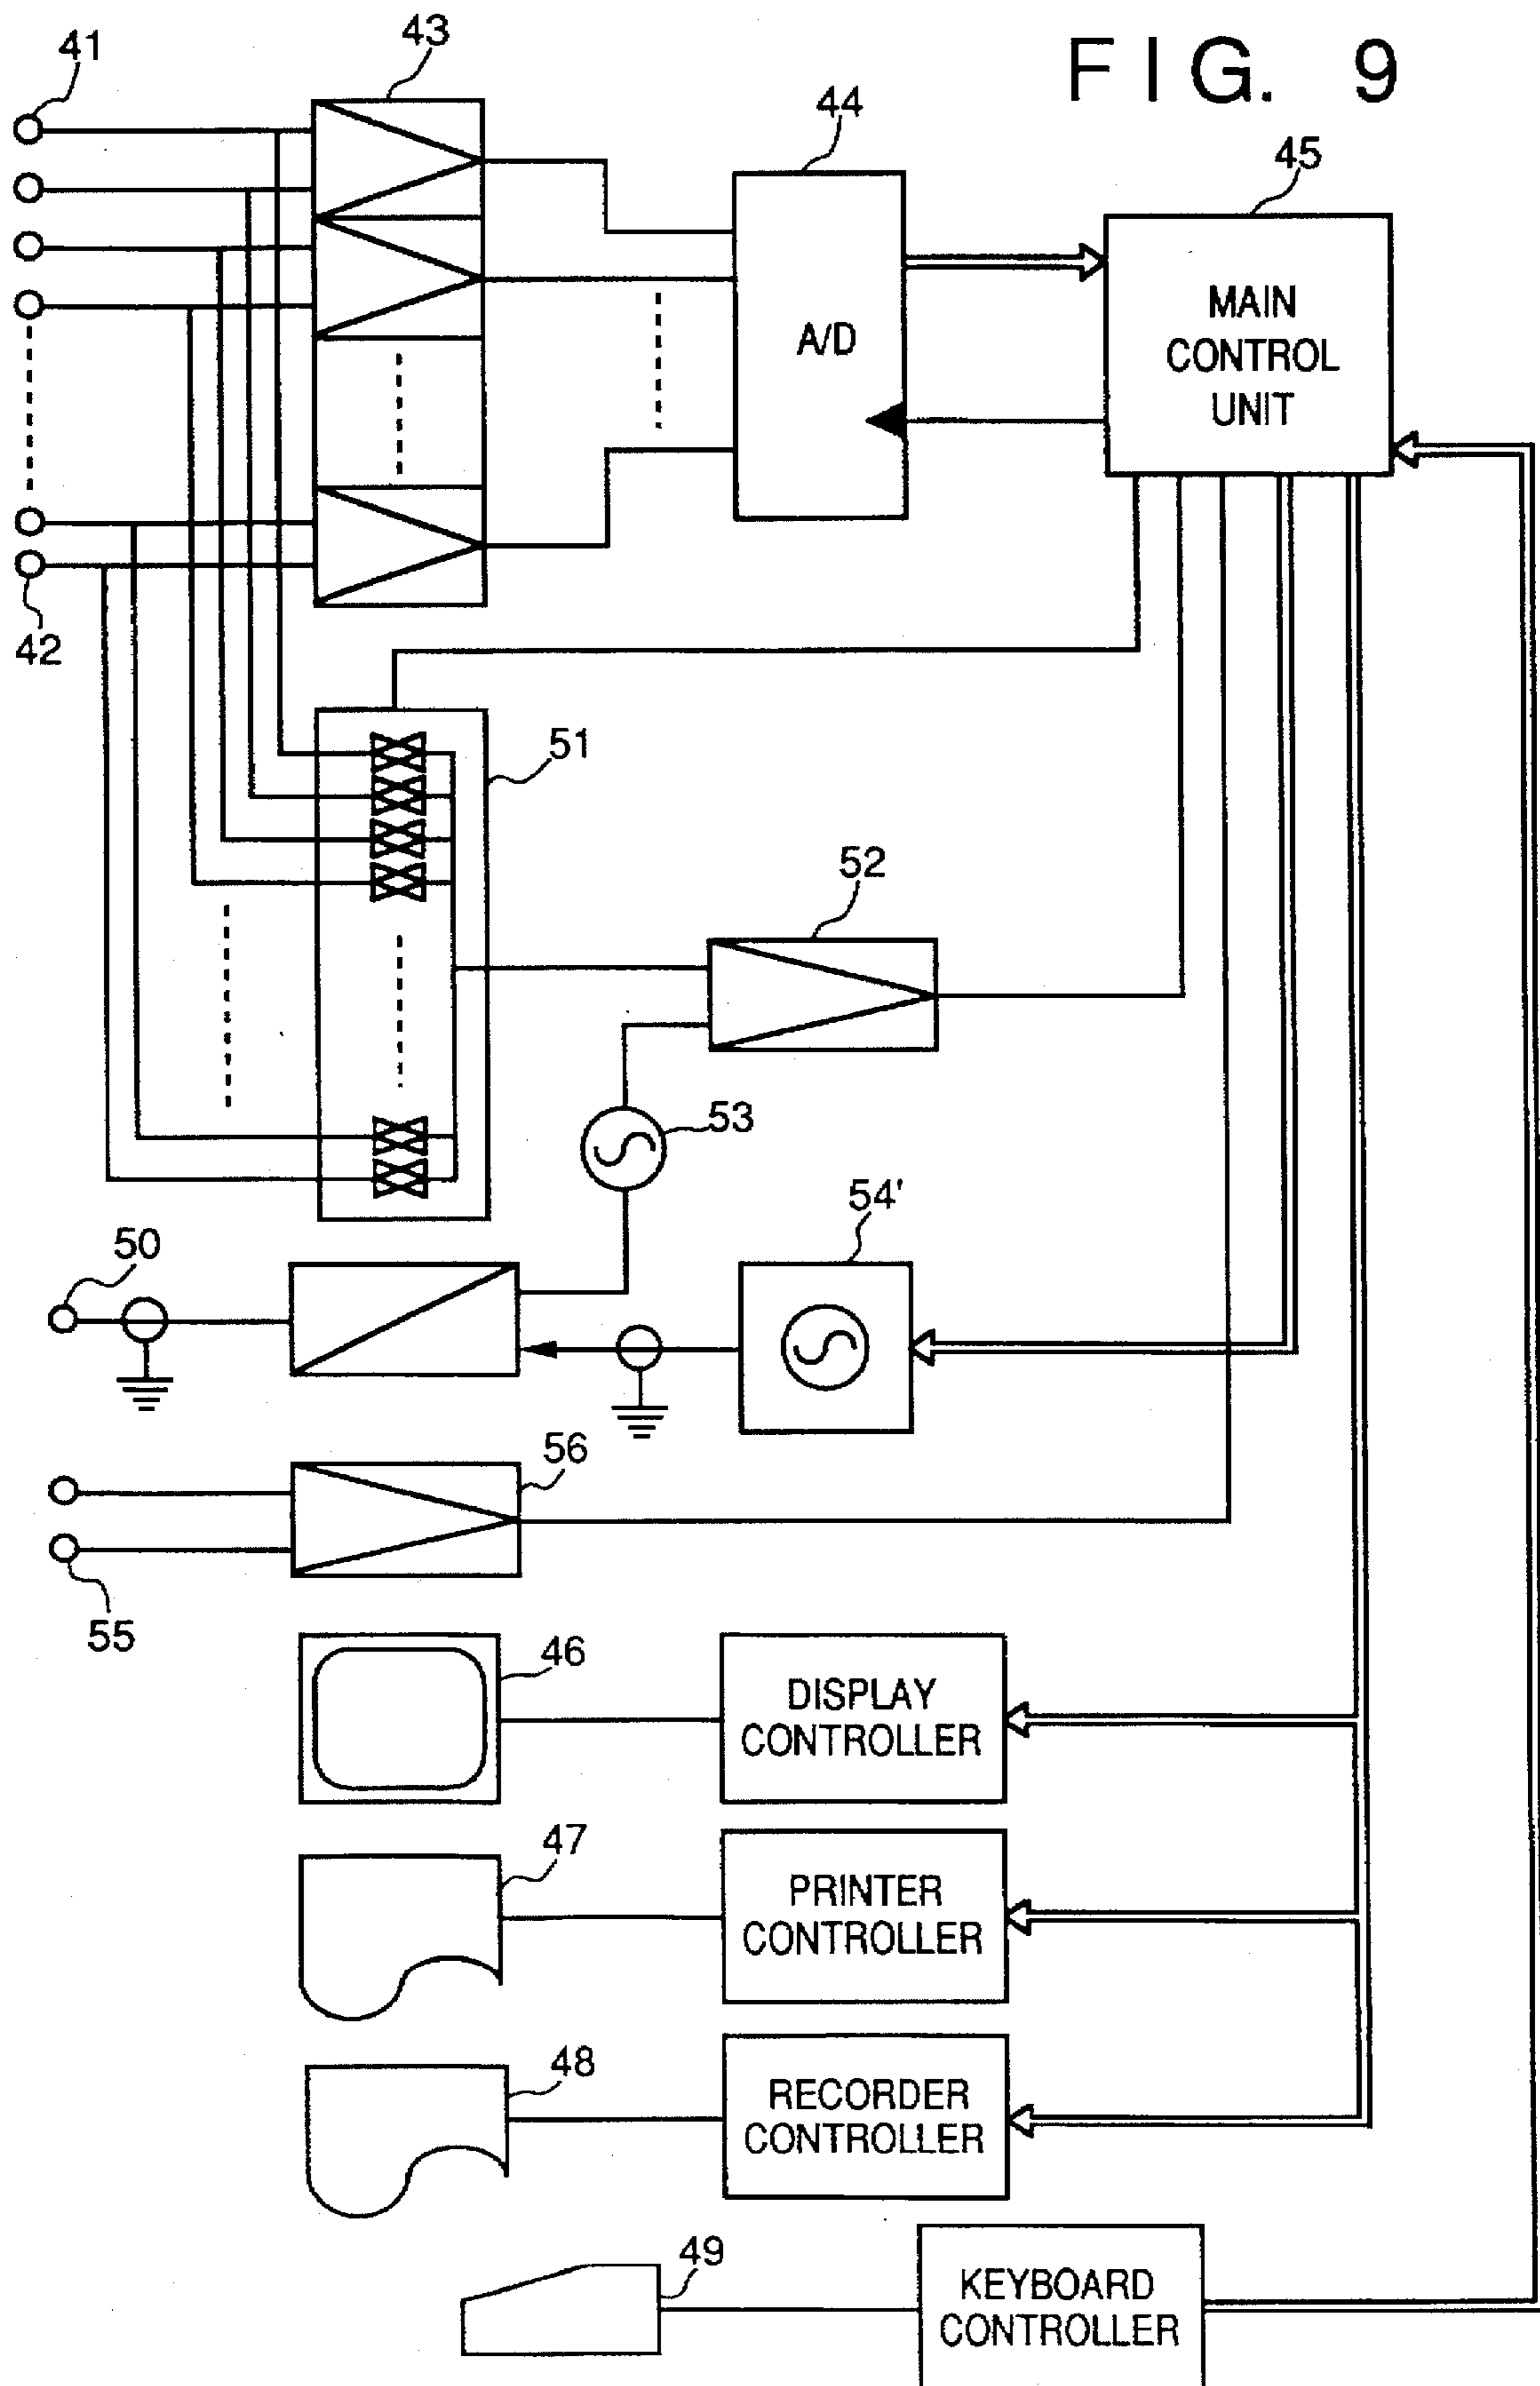 FIG. 9
41
43
44
45
A/D
MAIN
CONTROL
UNIT
42
51
52
53
54'
50
56
55
46
DISPLAY
CONTROLLER
47
PRINTER
CONTROLLER
48
RECORDER
CONTROLLER
49
KEYBOARD
CONTROLLER